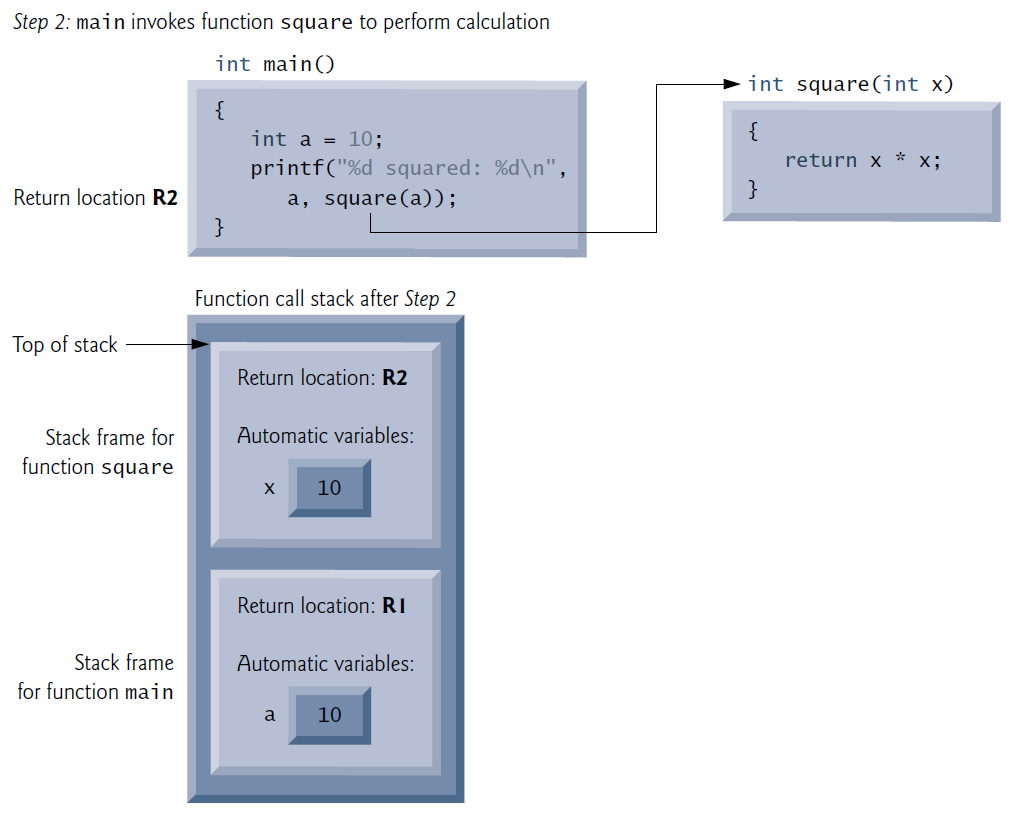 Step 2: main invokes function square to perform calculation
int main()
{
int a = 10;
printf("%d squared: %d\n",
a, square(a));
}
Return location R2
int square(int x)
{
return x * x;
}
Function call stack after Step 2
Top of stack
Return location: R2
Automatic variables:
x 10
Stack frame for
function square
Return location: R1
Automatic variables:
a 10
Stack frame
for function main